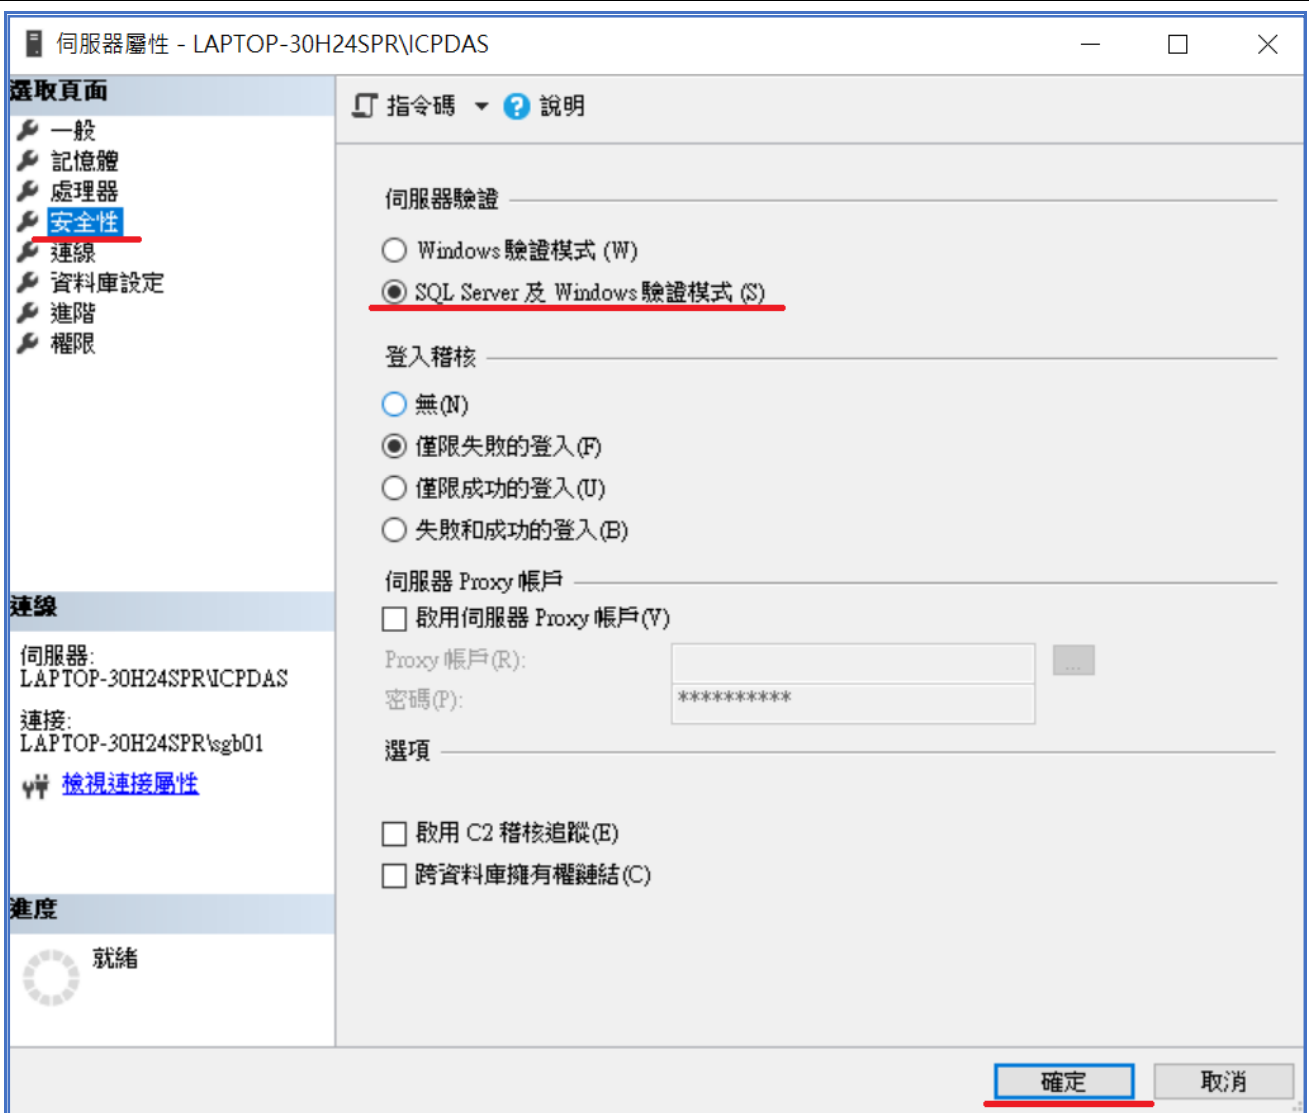 伺服器屬性 - LAPTOP-30H24SPR\ICPDAS
選取頁面
一般
記憶體
處理器
安全性
連線
資料庫設定
進階
權限
指令碼
說明
伺服器驗證
Windows 驗證模式 (W)
SQL Server 及 Windows 驗證模式 (S)
登入稽核
無(N)
僅限失敗的登入(F)
僅限成功的登入(U)
失敗和成功的登入(B)
伺服器 Proxy 帳戶
啟用伺服器 Proxy 帳戶(V)
Proxy 帳戶(R):
...
密碼(P):
**********
選項
啟用 C2 稽核追蹤(E)
跨資料庫擁有權鏈結(C)
連線
伺服器:
LAPTOP-30H24SPR\ICPDAS
連接:
LAPTOP-30H24SPR\sgb01
檢視連接屬性
進度
就緒
確定
取消